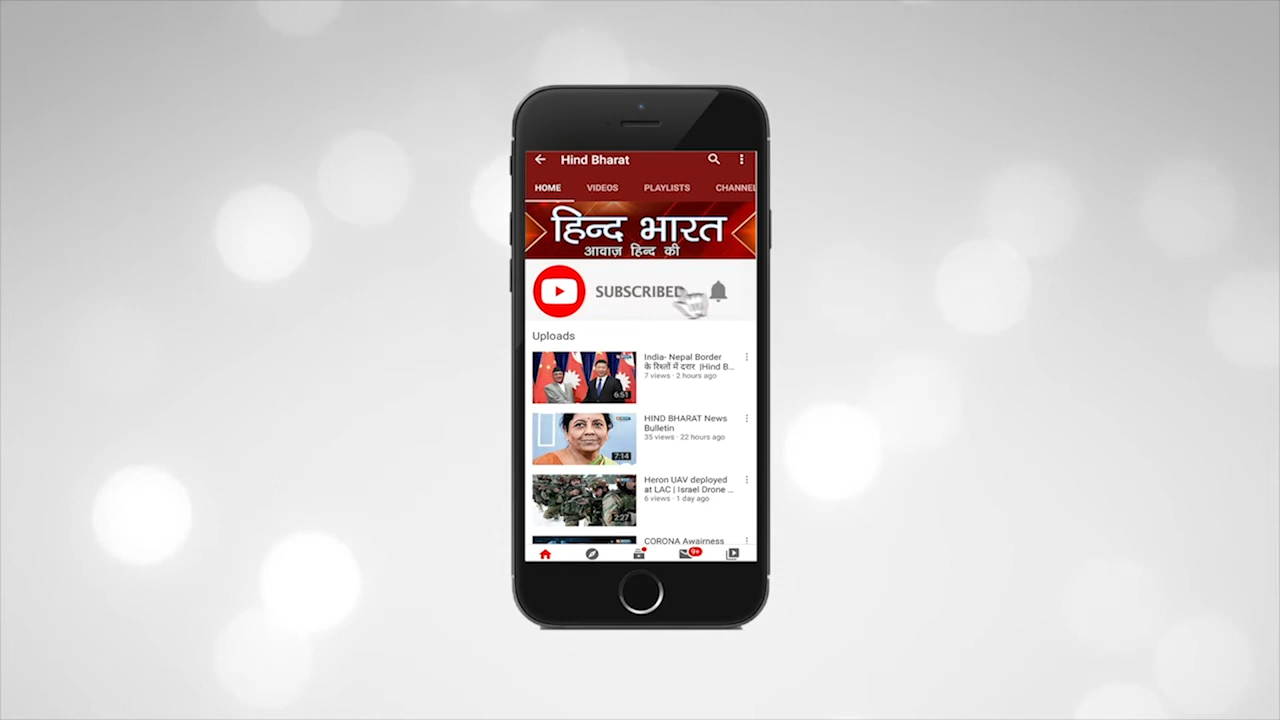 Hind Bharat
HOME VIDEOS PLAYLISTS CHANNEL
हिन्द भारत
आवाज़ हिन्द की
SUBSCRIBED
Uploads
India- Nepal Border
के रिश्तों में दरार |Hind B...
7 views · 2 hours ago
6:51
HIND BHARAT News
Bulletin
35 views · 22 hours ago
7:14
Heron UAV deployed
at LAC | Israel Drone ...
6 views · 1 day ago
2:27
CORONA Awairness
9+